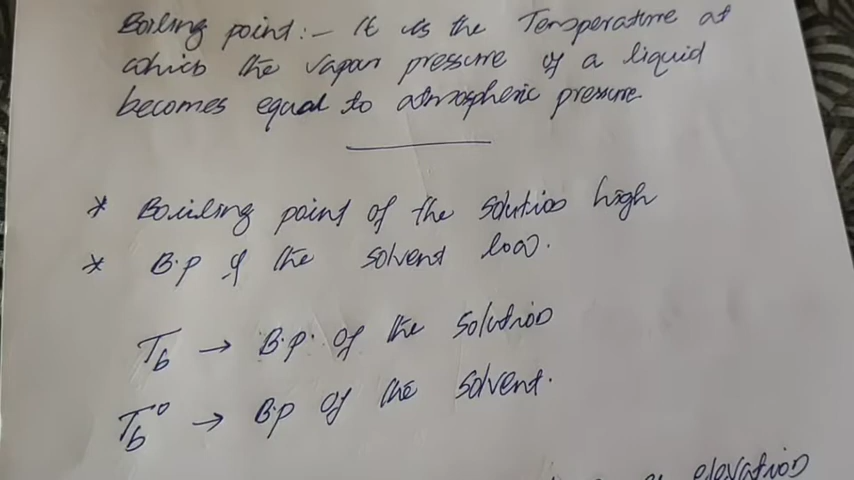 Boiling point :- It is the Temperature at
which the vapour pressure of a liquid
becomes equal to atmospheric pressure.
* Boiiling point of the solution high
* B.p of the solvent low.
Tb → B.p. of the solution
Tb° → B.p of the solvent.
elevation